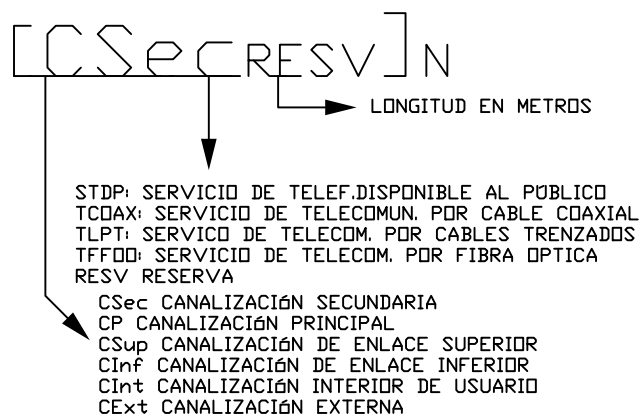 [CSecRESV]N
LONGITUD EN METROS
STDP: SERVICIO DE TELEF.DISPONIBLE AL PÚBLICO
TCOAX: SERVICIO DE TELECOMUN. POR CABLE COAXIAL
TLPT: SERVICO DE TELECOM. POR CABLES TRENZADOS
TFFOO: SERVICIO DE TELECOM. POR FIBRA OPTICA
RESV RESERVA
CSec CANALIZACIóN SECUNDARIA
CP CANALIZACIóN PRINCIPAL
CSup CANALIZACIóN DE ENLACE SUPERIOR
CInf CANALIZACIóN DE ENLACE INFERIOR
CInt CANALIZACIóN INTERIOR DE USUARIO
CExt CANALIZACIóN EXTERNA